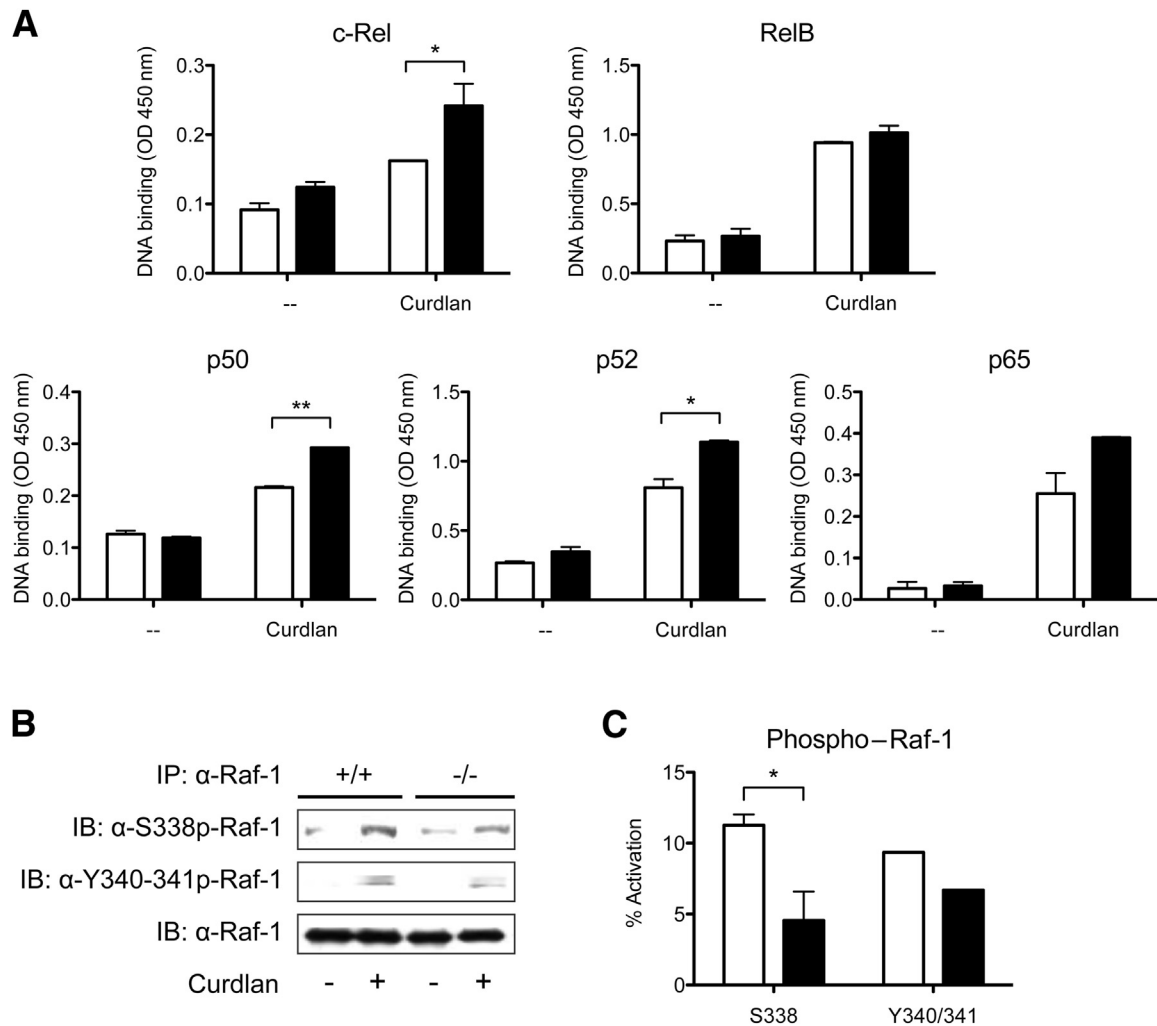 A
c-Rel
DNA binding (OD 450 nm)
0.3
0.2
0.1
0.0
*
--
Curdlan
RelB
DNA binding (OD 450 nm)
1.5
1.0
0.5
0.0
--
Curdlan
p50
DNA binding (OD 450 nm)
0.4
0.3
0.2
0.1
0.0
**
--
Curdlan
p52
DNA binding (OD 450 nm)
1.5
1.0
0.5
0.0
*
--
Curdlan
p65
DNA binding (OD 450 nm)
0.5
0.4
0.3
0.2
0.1
0.0
--
Curdlan
B
IP: α-Raf-1 +/+ -/-
IB: α-S338p-Raf-1
IB: α-Y340-341p-Raf-1
IB: α-Raf-1
Curdlan - + - +
C
Phospho–Raf-1
% Activation
15
10
5
0
*
S338
Y340/341